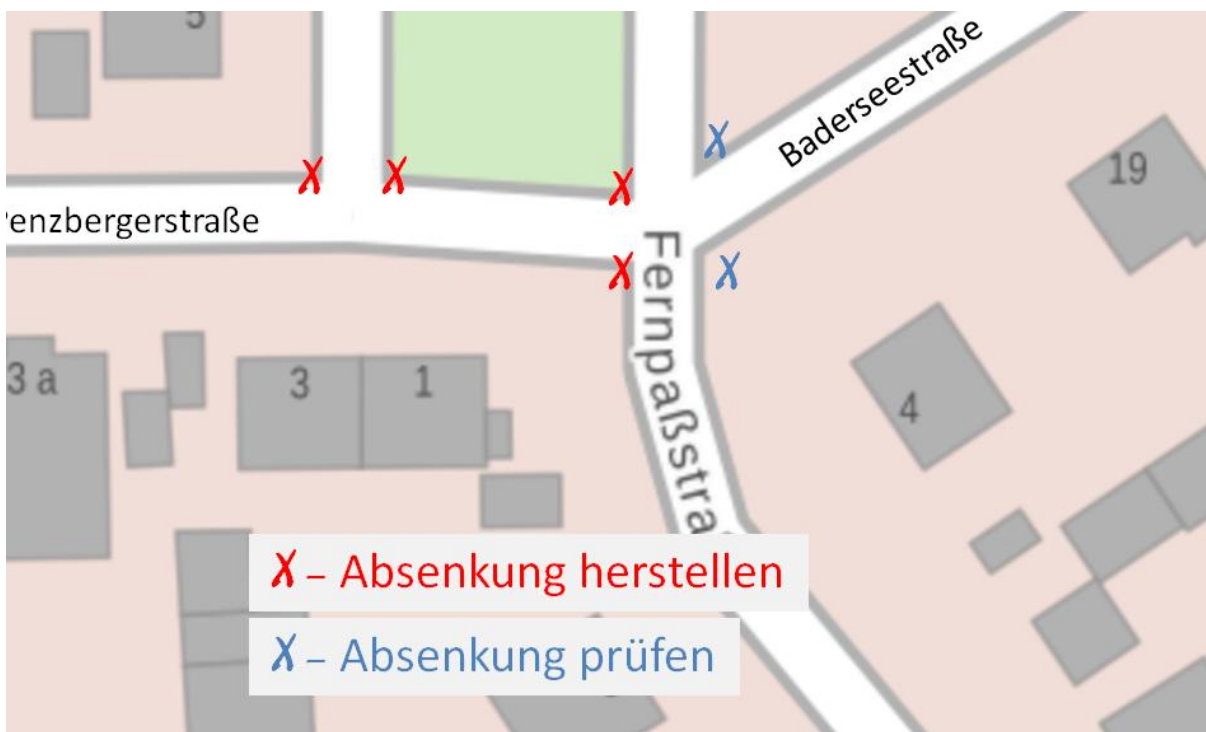 5
Baderseestraße
19
enzbergerstraße
Fernpaßstra
3 a
3
1
4
X – Absenkung herstellen
X – Absenkung prüfen